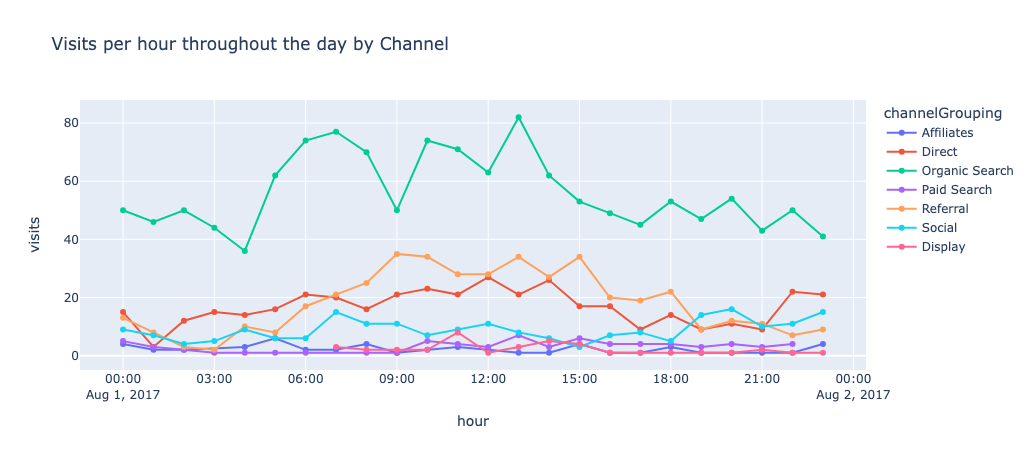 Visits per hour throughout the day by Channel
channelGrouping
Affiliates
Direct
Organic Search
Paid Search
Referral
Social
Display
visits
80
60
40
20
0
00:00 03:00 06:00 09:00 12:00 15:00 18:00 21:00 00:00
Aug 1, 2017 Aug 2, 2017
hour